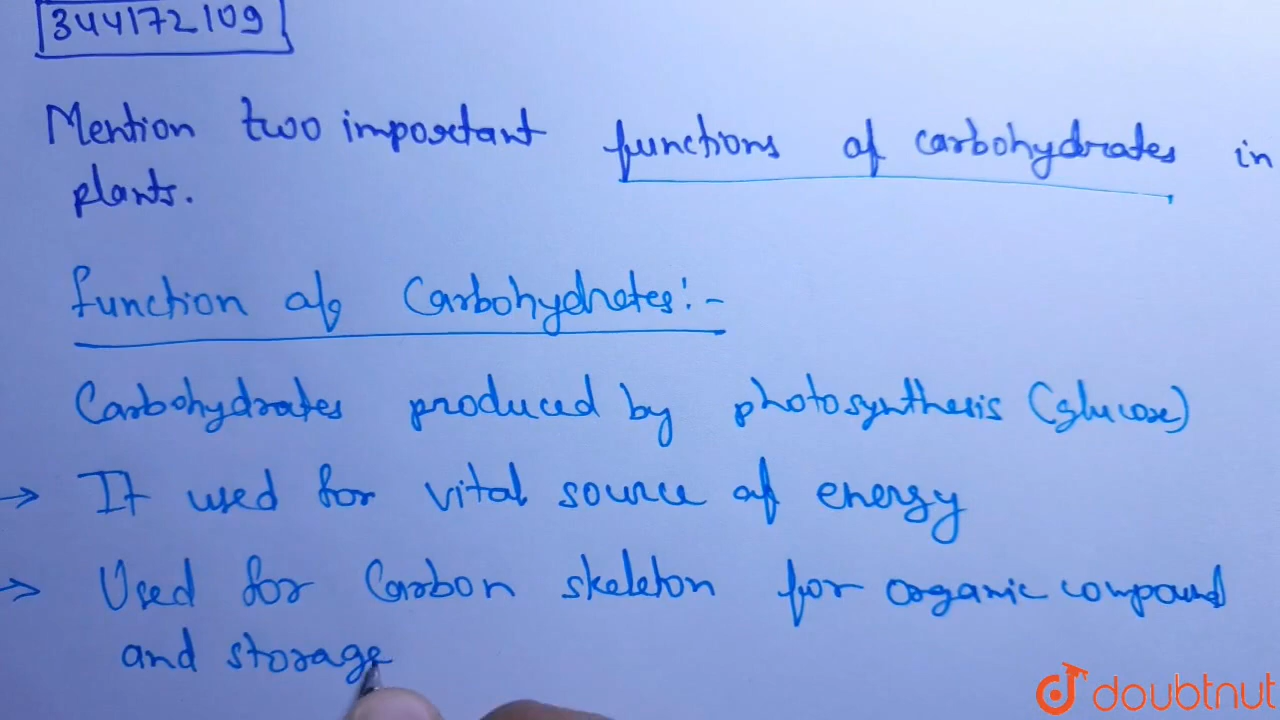 344172109
Mention two important functions of carbohydrates in
plants.
function of Carbohydrates:-
Carbohydrates produced by photosynthesis (glucose)
→ It used for vital source of energy
→ Used for Carbon skeleton for organic compound
and storage
doubtnut